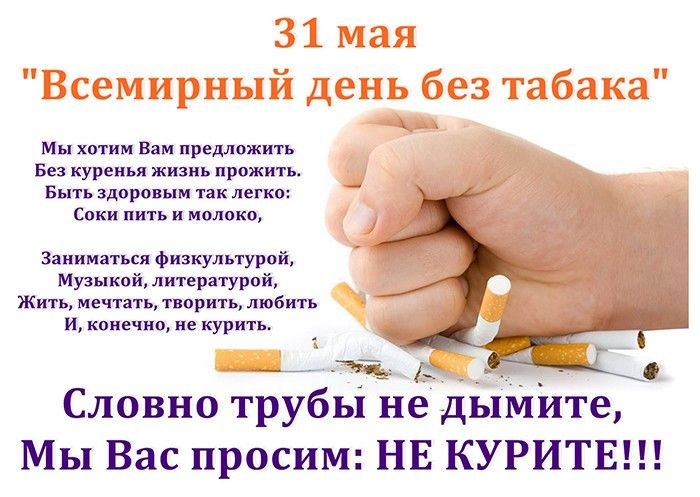 31 мая
"Всемирный день без табака"
Мы хотим Вам предложить
Без куренья жизнь прожить.
Быть здоровым так легко:
Соки пить и молоко,
Заниматься физкультурой,
Музыкой, литературой,
Жить, мечтать, творить, любить
И, конечно, не курить.
Словно трубы не дымите,
Мы Вас просим: НЕ КУРИТЕ!!!